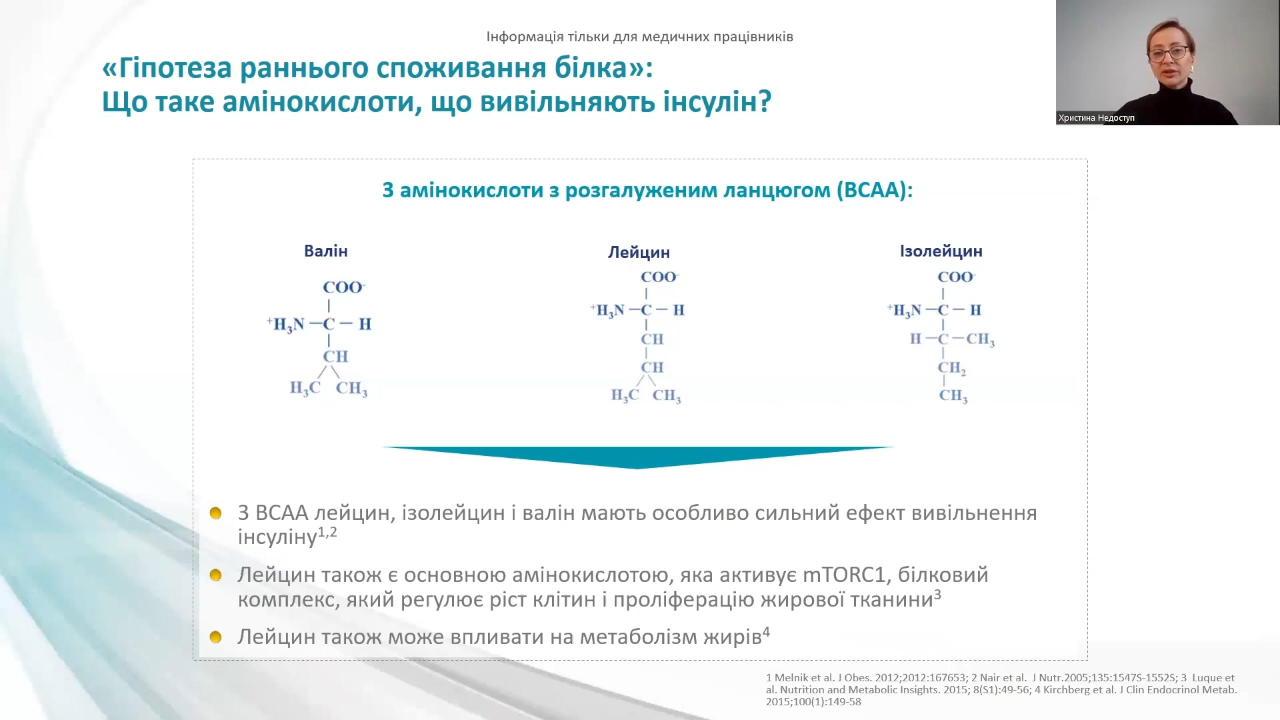 Інформація тільки для медичних працівників
«Гіпотеза раннього споживання білка»:
Що таке амінокислоти, що вивільняють інсулін?
Христина Недоступ
3 амінокислоти з розгалуженим ланцюгом (BCAA):
Валін
COO-
+H3N – C – H
CH
H3C CH3
Лейцин
COO-
+H3N – C – H
CH
CH
H3C CH3
Ізолейцин
COO-
+H3N – C – H
H – C – CH3
CH2
CH3
3 BCAA лейцин, ізолейцин і валін мають особливо сильний ефект вивільнення
інсуліну1,2
Лейцин також є основною амінокислотою, яка активує mTORC1, білковий
комплекс, який регулює ріст клітин і проліферацію жирової тканини3
Лейцин також може впливати на метаболізм жирів4
1 Melnik et al. J Obes. 2012;2012:167653; 2 Nair et al. J Nutr.2005;135:1547S-1552S; 3 Luque et
al. Nutrition and Metabolic Insights. 2015; 8(S1):49-56; 4 Kirchberg et al. J Clin Endocrinol Metab.
2015;100(1):149-58